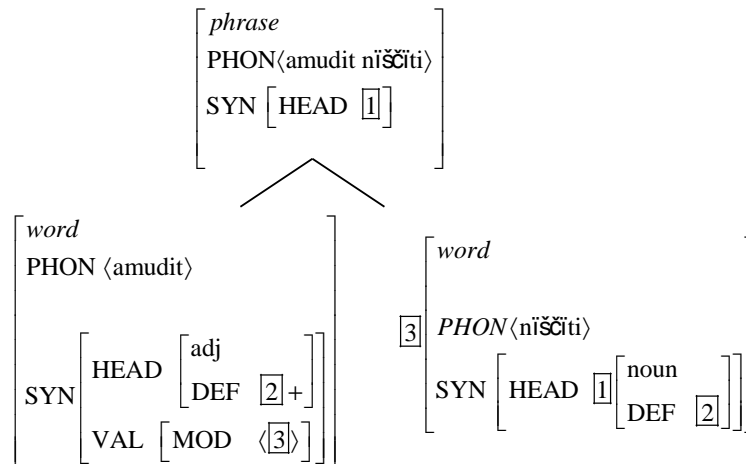 phrase
PHON⟨amudit nïščïti⟩
SYN [HEAD 1]
word
PHON ⟨amudit⟩
SYN [HEAD [adj
DEF 2 +]
VAL [MOD ⟨3⟩]]
3 [word
PHON⟨nïščïti⟩
SYN [HEAD 1 [noun
DEF 2]]